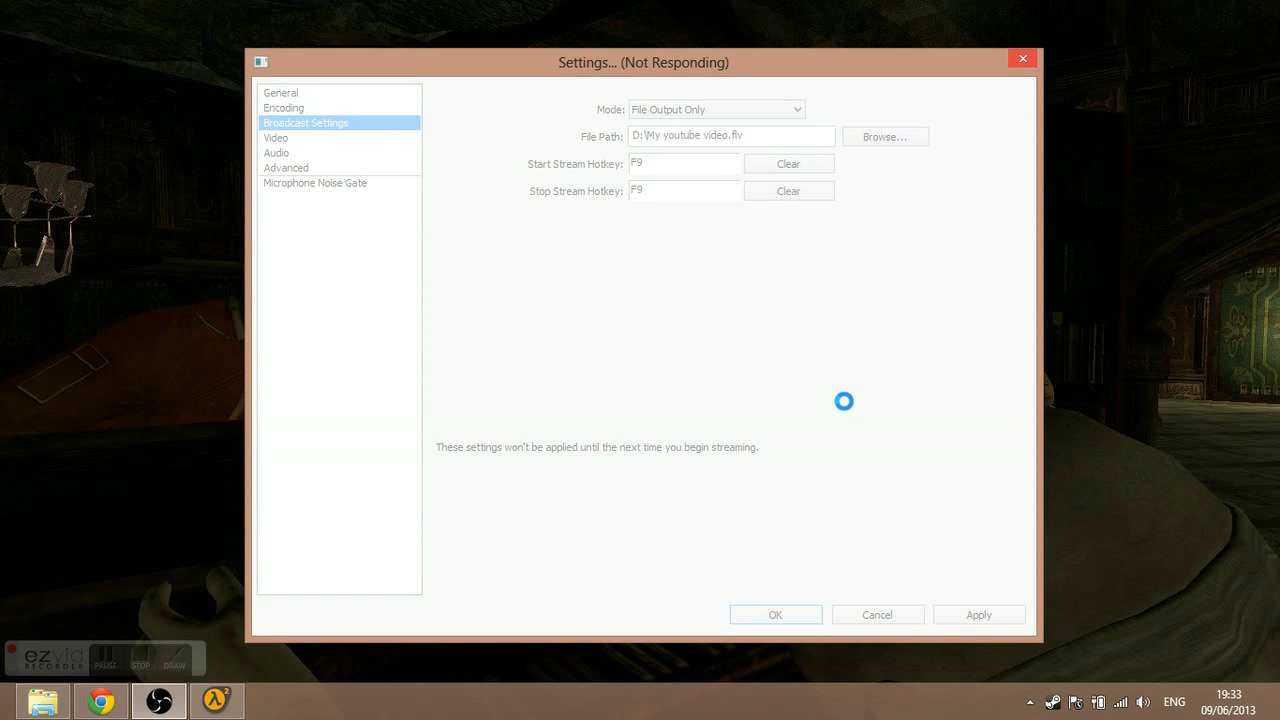 Settings... (Not Responding)
General
Encoding
Broadcast Settings
Video
Audio
Advanced
Microphone Noise Gate
Mode: File Output Only
File Path: D:\My youtube video.flv Browse...
Start Stream Hotkey: F9 Clear
Stop Stream Hotkey: F9 Clear
These settings won't be applied until the next time you begin streaming.
OK Cancel Apply
ezvid
RECORDER PAUSE STOP DRAW
2
ENG
19:33
09/06/2013